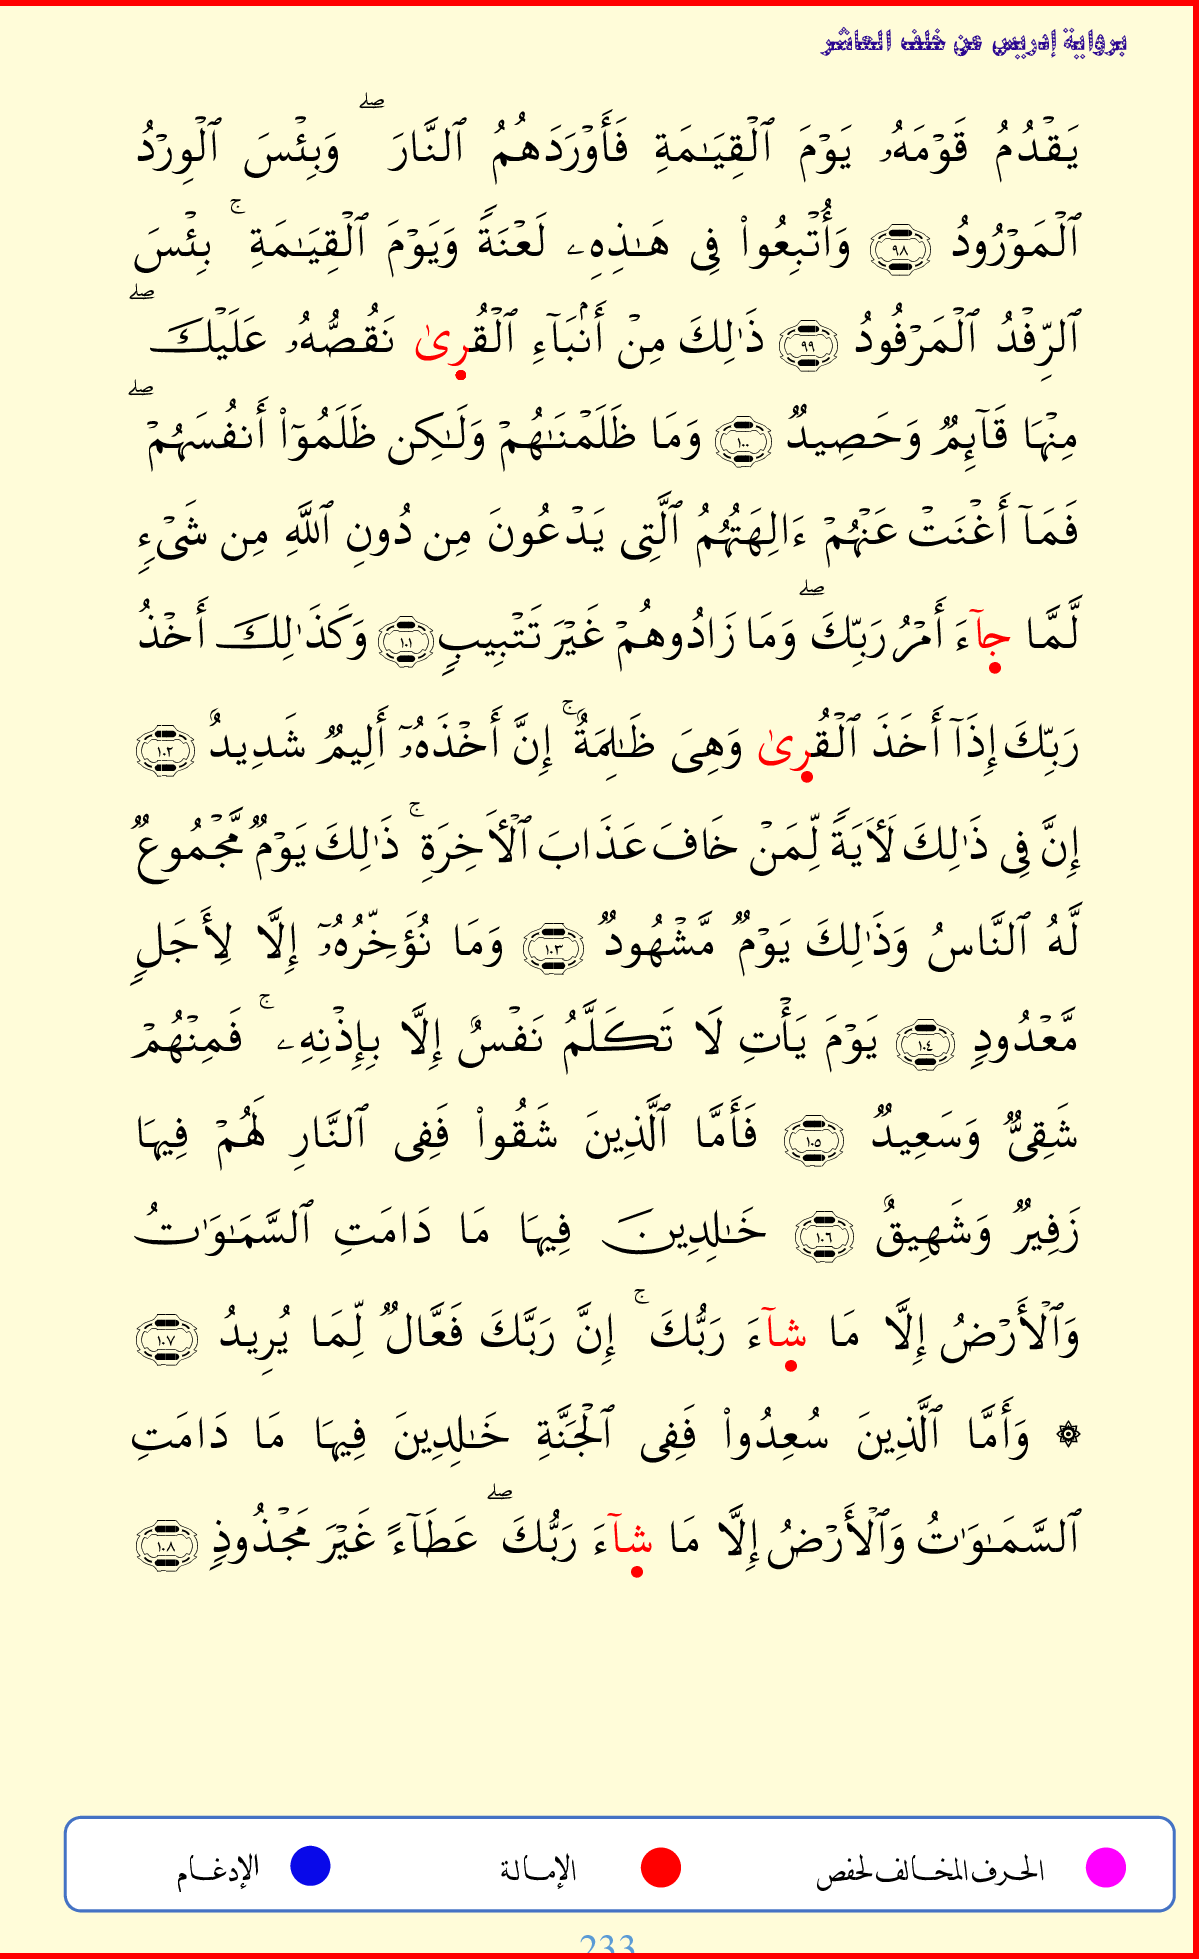 برواية إدريس عن خلف العاشر
يَقۡدُمُ قَوۡمَهُۥ يَوۡمَ ٱلۡقِيَـٰمَةِ فَأَوۡرَدَهُمُ ٱلنَّارَۖ وَبِئۡسَ ٱلۡوِرۡدُ
ٱلۡمَوۡرُودُ ٩٨ وَأُتۡبِعُواْ فِى هَـٰذِهِۦ لَعۡنَةً وَيَوۡمَ ٱلۡقِيَـٰمَةِۚ بِئۡسَ
ٱلرِّفۡدُ ٱلۡمَرۡفُودُ ٩٩ ذَٰلِكَ مِنۡ أَنۢبَآءِ ٱلۡقُرِىٰ نَقُصُّهُۥ عَلَيۡكَۖ
مِنۡهَا قَآئِمٌ وَحَصِيدٌ ١٠٠ وَمَا ظَلَمۡنَـٰهُمۡ وَلَـٰكِن ظَلَمُوٓاْ أَنفُسَهُمۡۖ
فَمَآ أَغۡنَتۡ عَنۡهُمۡ ءَالِهَتُهُمُ ٱلَّتِى يَدۡعُونَ مِن دُونِ ٱللَّهِ مِن شَىۡءٍ
لَّمَّا جِآءَ أَمۡرُ رَبِّكَۖ وَمَا زَادُوهُمۡ غَيۡرَ تَتۡبِيبٍ ١٠١ وَكَذَٰلِكَ أَخۡذُ
رَبِّكَ إِذَآ أَخَذَ ٱلۡقُرِىٰ وَهِىَ ظَـٰلِمَةٌۚ إِنَّ أَخۡذَهُۥٓ أَلِيمٌ شَدِيدٌ ١٠٢
إِنَّ فِى ذَٰلِكَ لَأٓيَةً لِّمَنۡ خَافَ عَذَابَ ٱلۡأٓخِرَةِۚ ذَٰلِكَ يَوۡمٌ مَّجۡمُوعٌ
لَّهُ ٱلنَّاسُ وَذَٰلِكَ يَوۡمٌ مَّشۡهُودٌ ١٠٣ وَمَا نُؤَخِّرُهُۥٓ إِلَّا لِأَجَلٍ
مَّعۡدُودٍ ١٠٤ يَوۡمَ يَأۡتِ لَا تَكَلَّمُ نَفۡسٌ إِلَّا بِإِذۡنِهِۦۚ فَمِنۡهُمۡ
شَقِىٌّ وَسَعِيدٌ ١٠٥ فَأَمَّا ٱلَّذِينَ شَقُواْ فَفِى ٱلنَّارِ لَهُمۡ فِيهَا
زَفِيرٌ وَشَهِيقٌ ١٠٦ خَـٰلِدِينَ فِيهَا مَا دَامَتِ ٱلسَّمَـٰوَٰتُ
وَٱلۡأَرۡضُ إِلَّا مَا شِآءَ رَبُّكَۚ إِنَّ رَبَّكَ فَعَّالٌ لِّمَا يُرِيدُ ١٠٧
۞ وَأَمَّا ٱلَّذِينَ سُعِدُواْ فَفِى ٱلۡجَنَّةِ خَـٰلِدِينَ فِيهَا مَا دَامَتِ
ٱلسَّمَـٰوَٰتُ وَٱلۡأَرۡضُ إِلَّا مَا شِآءَ رَبُّكَۖ عَطَآءً غَيۡرَ مَجۡذُوذٍ ١٠٨
الحرف المخالف لحفص الإمالة الإدغام
233